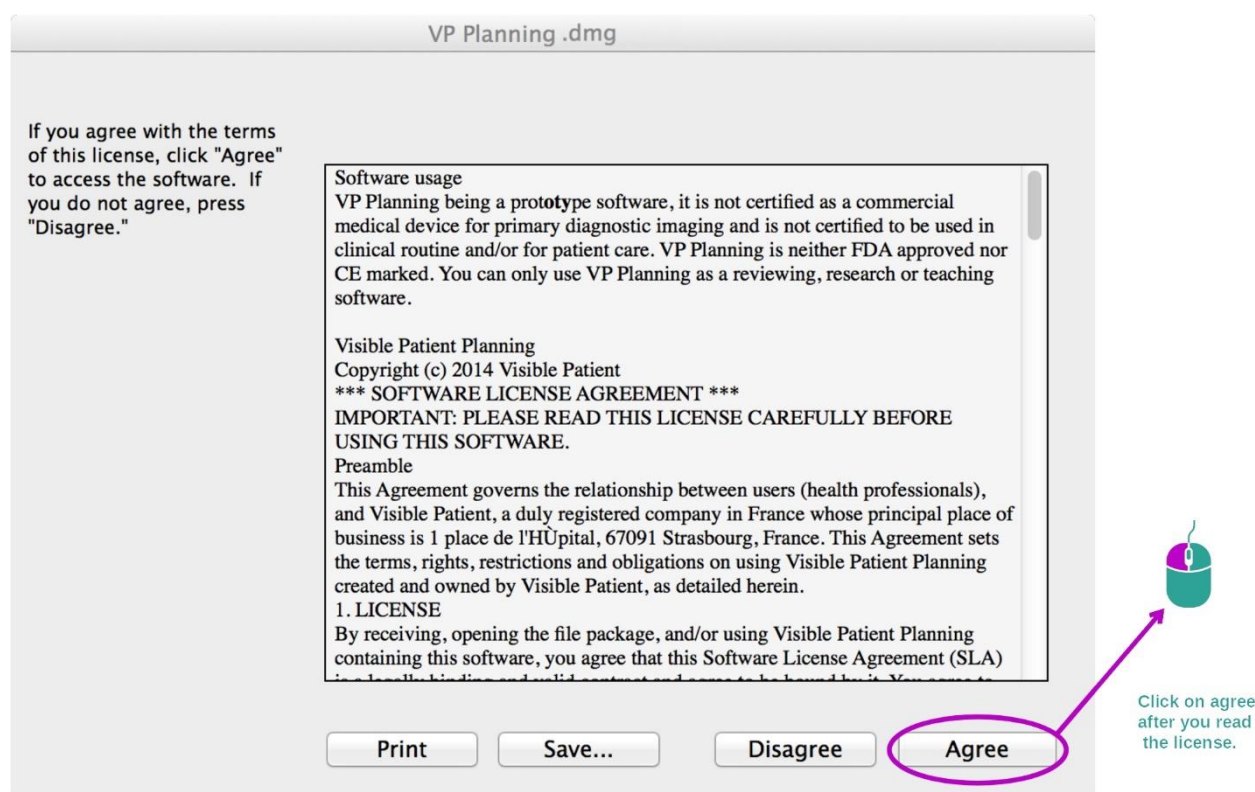 VP Planning .dmg
If you agree with the terms
of this license, click "Agree"
to access the software.  If
you do not agree, press
"Disagree."
Software usage
VP Planning being a prototype software, it is not certified as a commercial
medical device for primary diagnostic imaging and is not certified to be used in
clinical routine and/or for patient care. VP Planning is neither FDA approved nor
CE marked. You can only use VP Planning as a reviewing, research or teaching
software.
Visible Patient Planning
Copyright (c) 2014 Visible Patient
*** SOFTWARE LICENSE AGREEMENT ***
IMPORTANT: PLEASE READ THIS LICENSE CAREFULLY BEFORE
USING THIS SOFTWARE.
Preamble
This Agreement governs the relationship between users (health professionals),
and Visible Patient, a duly registered company in France whose principal place of
business is 1 place de l'HÙpital, 67091 Strasbourg, France. This Agreement sets
the terms, rights, restrictions and obligations on using Visible Patient Planning
created and owned by Visible Patient, as detailed herein.
1. LICENSE
By receiving, opening the file package, and/or using Visible Patient Planning
containing this software, you agree that this Software License Agreement (SLA)
Print
Save...
Disagree
Agree
Click on agree
after you read
the license.